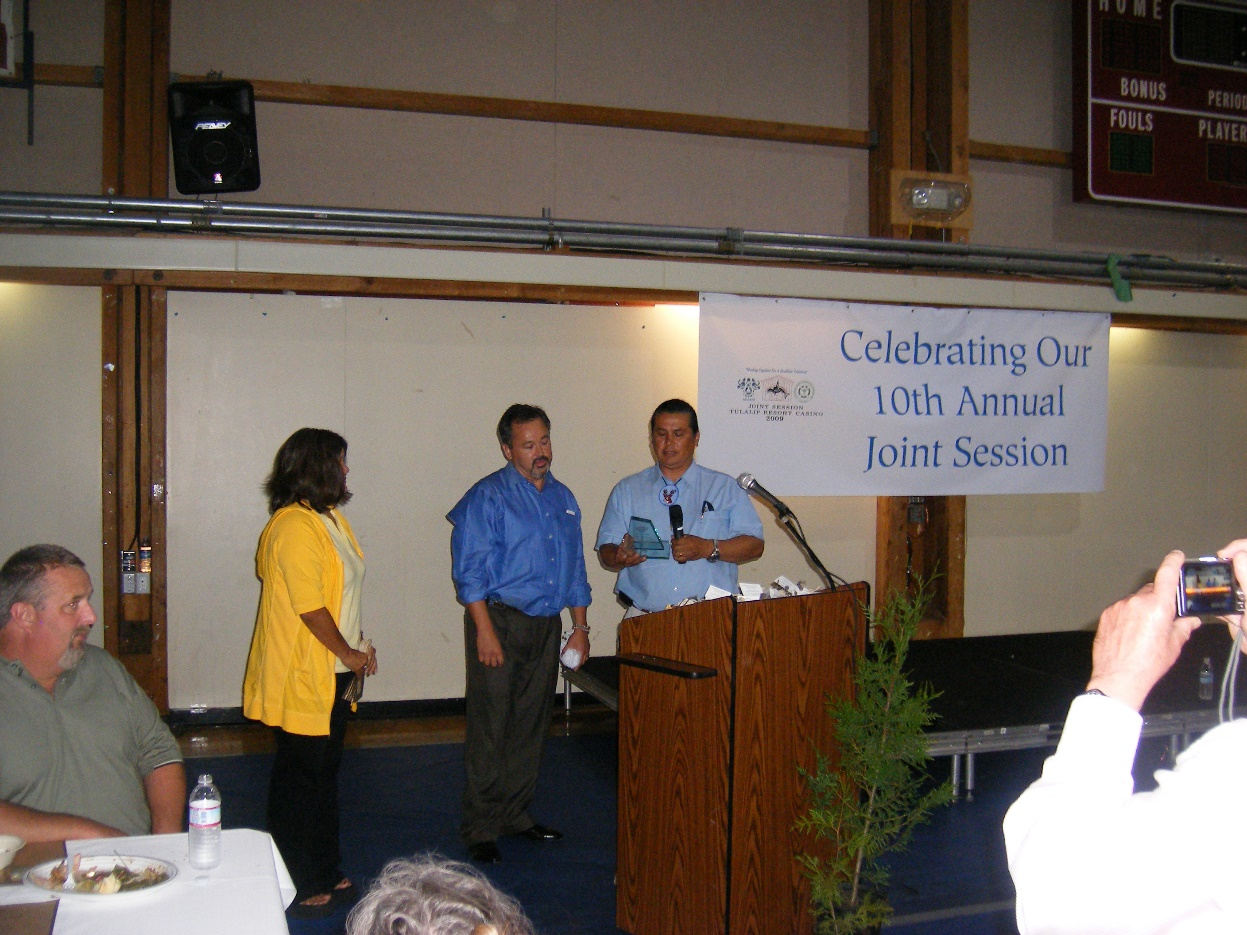 HOME
BONUS
PERIOD
FOULS
PLAYER
PEAVEY
Celebrating Our
10th Annual
Joint Session
JOINT SESSION
TULALIP RESORT CASINO
2009